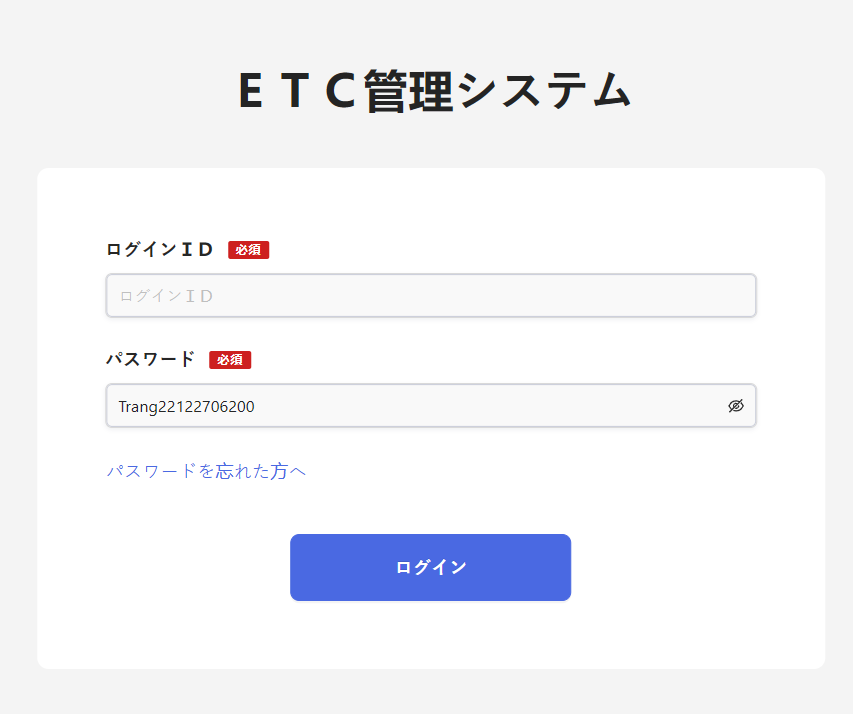 ＥＴＣ管理システム
ログインＩＤ 必須
ログインＩＤ
パスワード 必須
Trang22122706200
パスワードを忘れた方へ
ログイン